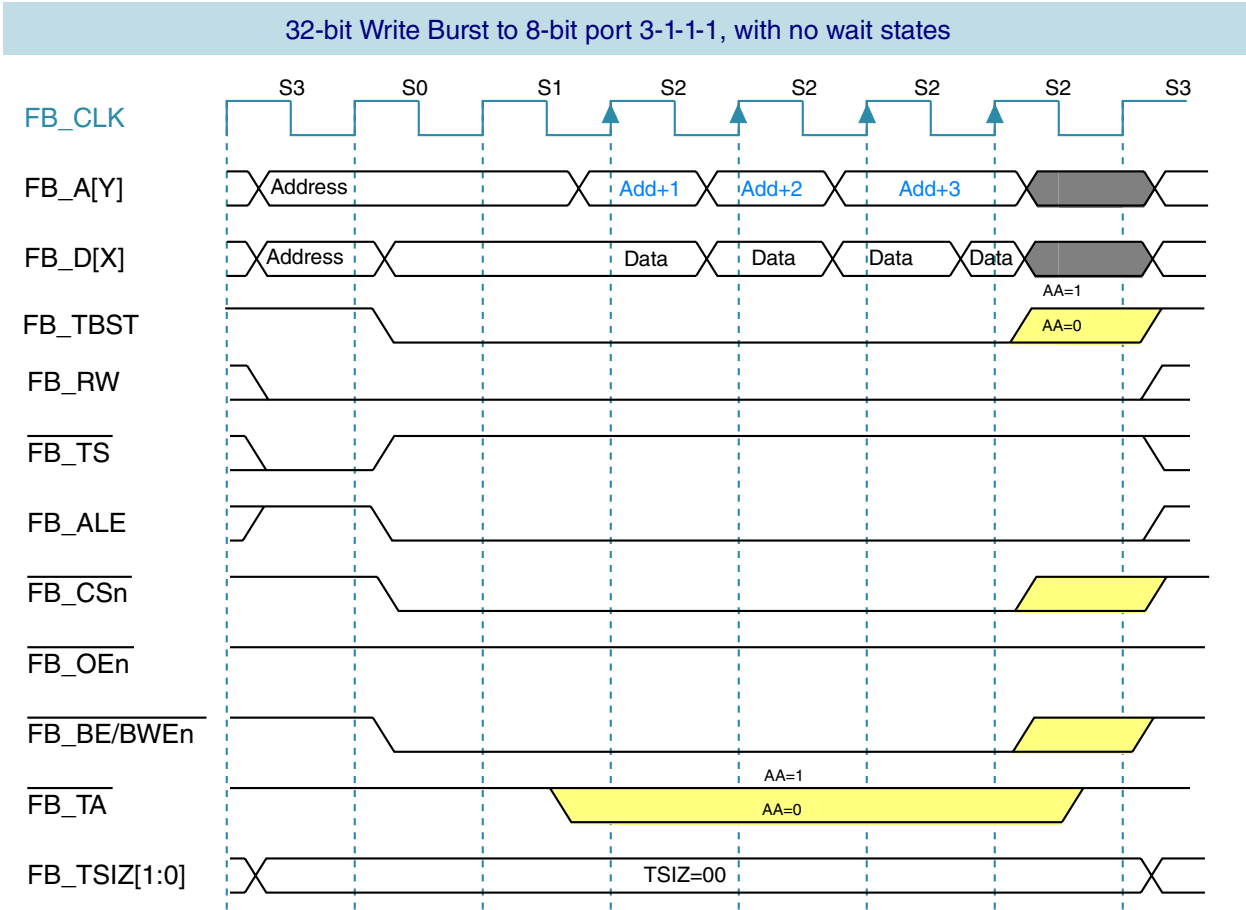 32-bit Write Burst to 8-bit port 3-1-1-1, with no wait states
S3 S0 S1 S2 S2 S2 S2 S3
FB_CLK
FB_A[Y] Address Add+1 Add+2 Add+3
FB_D[X] Address Data Data Data Data
AA=1
FB_TBST AA=0
FB_RW
FB_TS
FB_ALE
FB_CSn
FB_OEn
FB_BE/BWEn
AA=1
FB_TA AA=0
FB_TSIZ[1:0] TSIZ=00